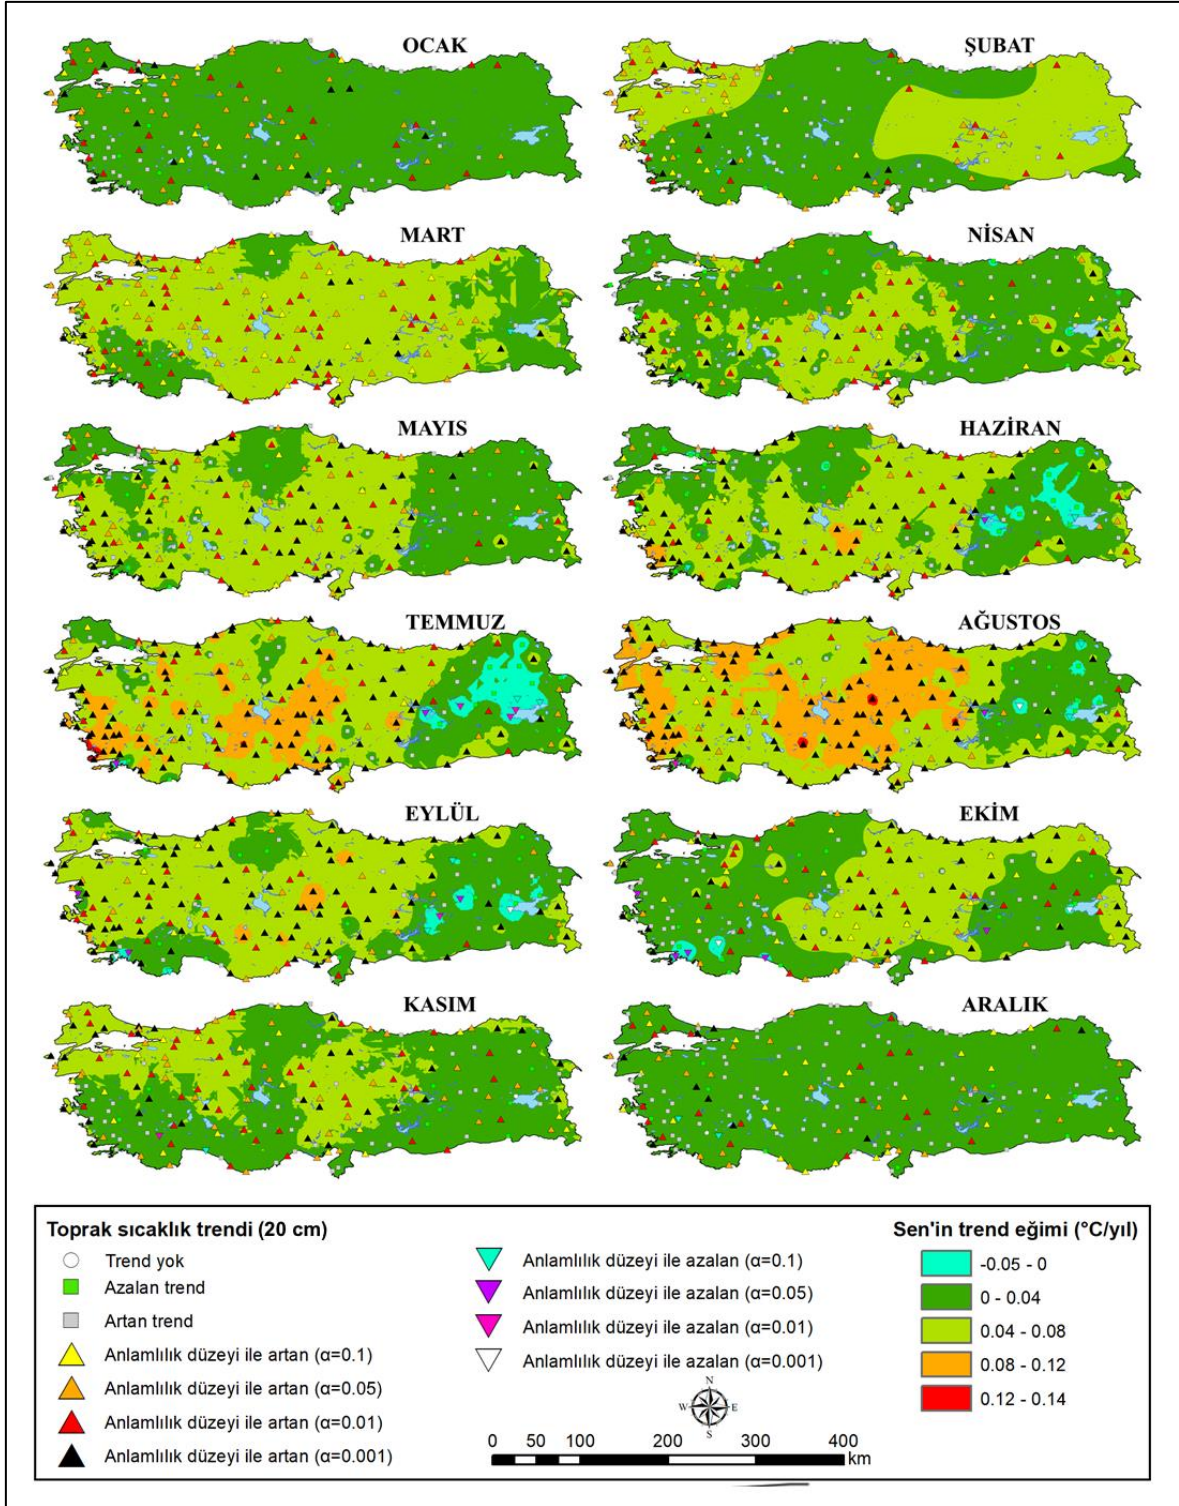 OCAK
ŞUBAT
MART
NİSAN
MAYIS
HAZİRAN
TEMMUZ
AĞUSTOS
EYLÜL
EKİM
KASIM
ARALIK
Toprak sıcaklık trendi (20 cm)
Trend yok
Azalan trend
Artan trend
Anlamlılık düzeyi ile artan (α=0.1)
Anlamlılık düzeyi ile artan (α=0.05)
Anlamlılık düzeyi ile artan (α=0.01)
Anlamlılık düzeyi ile artan (α=0.001)
Anlamlılık düzeyi ile azalan (α=0.1)
Anlamlılık düzeyi ile azalan (α=0.05)
Anlamlılık düzeyi ile azalan (α=0.01)
Anlamlılık düzeyi ile azalan (α=0.001)
N
W E
S
0 50 100 200 300 400
km
Sen'in trend eğimi (°C/yıl)
-0.05 - 0
0 - 0.04
0.04 - 0.08
0.08 - 0.12
0.12 - 0.14